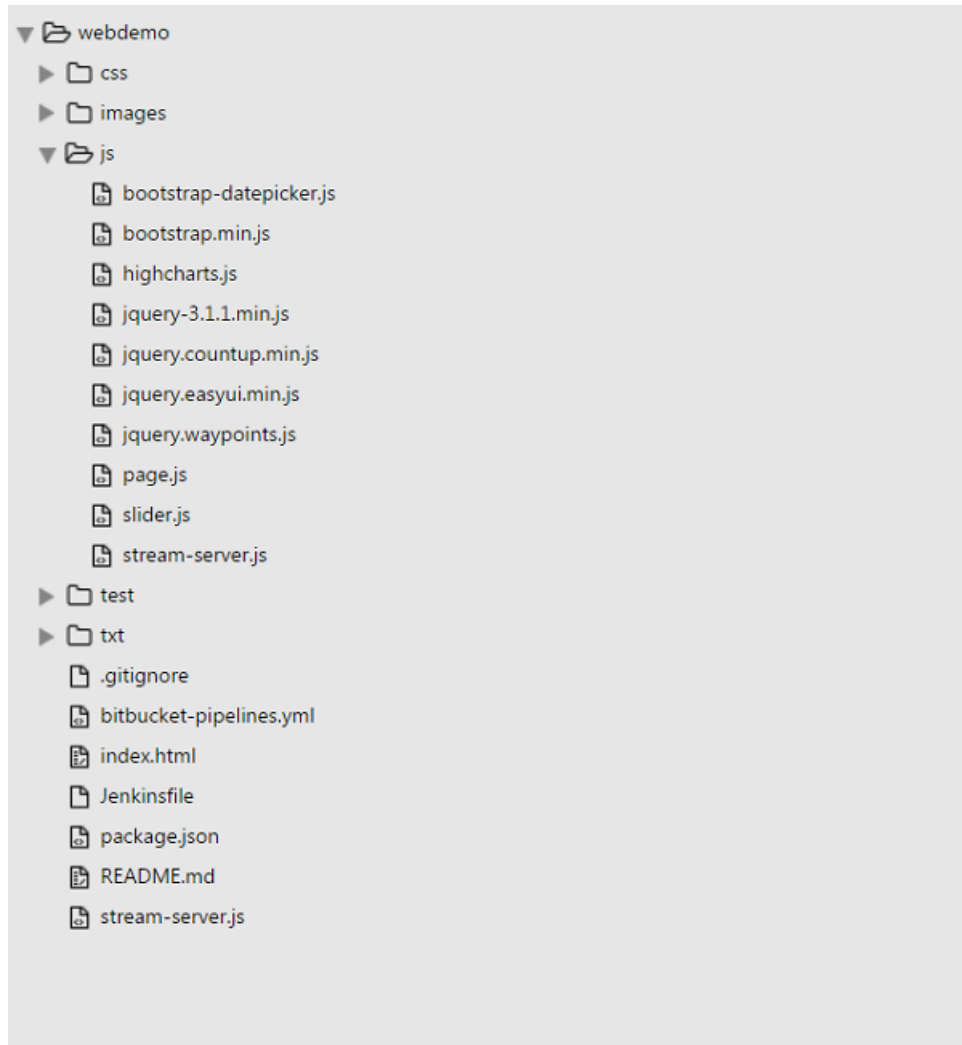 webdemo
css
images
js
bootstrap-datepicker.js
bootstrap.min.js
highcharts.js
jquery-3.1.1.min.js
jquery.countup.min.js
jquery.easyui.min.js
jquery.waypoints.js
page.js
slider.js
stream-server.js
test
txt
.gitignore
bitbucket-pipelines.yml
index.html
Jenkinsfile
package.json
README.md
stream-server.js